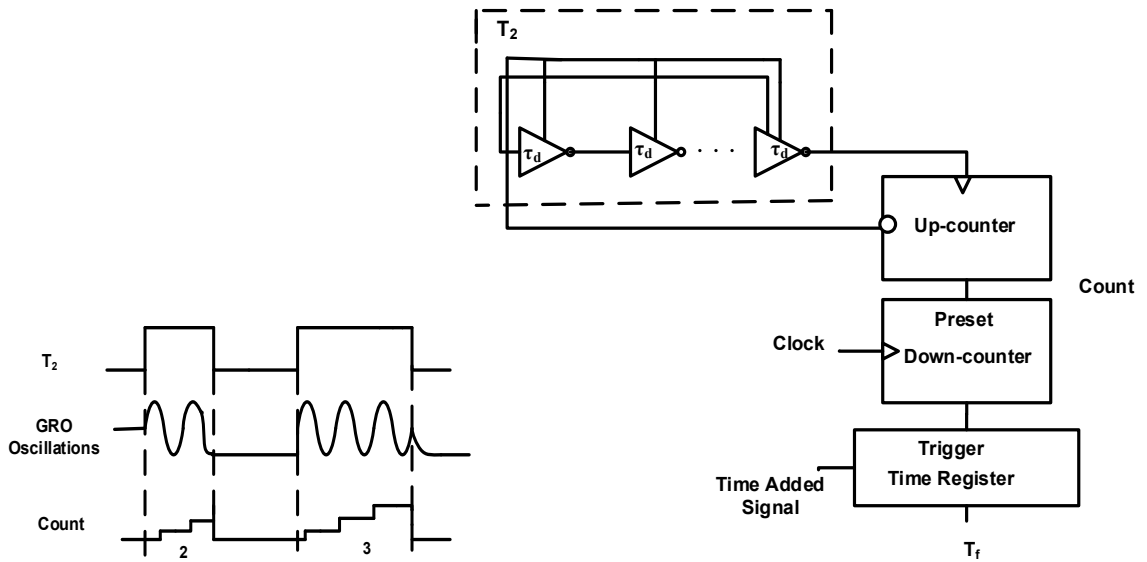 T2
τd τd . . . τd
Up-counter
Count
Preset
Down-counter
Clock
Trigger
Time Register
Time Added
Signal
Tf
T2
GRO
Oscillations
Count
2 3